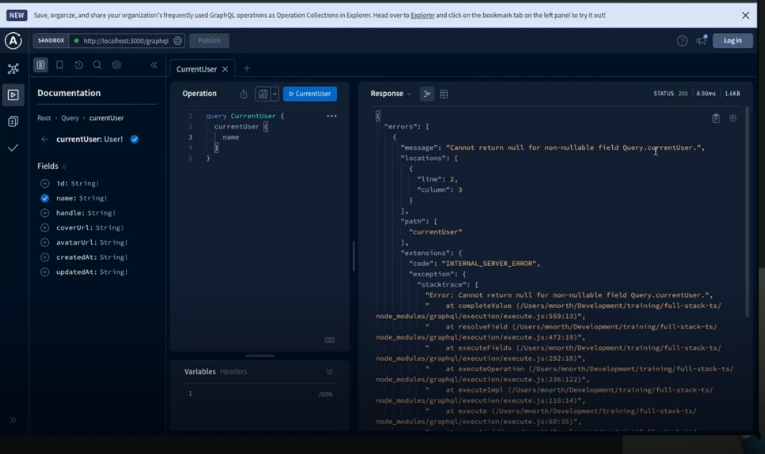 NEW Save, organize, and share your organization's frequently used GraphQL operations as Operation Collections in Explorer. Head over to Explorer and click on the bookmark tab on the left panel to try it out!
SANDBOX http://localhost:3000/graphql Publish Log in
CurrentUser
Documentation
Root Query currentUser
currentUser: User!
Fields
id: String!
name: String!
handle: String!
coverUrl: String!
avatarUrl: String!
createdAt: String!
updatedAt: String!
Operation CurrentUser
1 query CurrentUser {
2 currentUser {
3 name
4 }
5 }
Variables Headers
1 JSON
Response STATUS 200 8.90ms 1.6KB
{
"errors": [
{
"message": "Cannot return null for non-nullable field Query.currentUser.",
"locations": [
{
"line": 2,
"column": 3
}
],
"path": [
"currentUser"
],
"extensions": {
"code": "INTERNAL_SERVER_ERROR",
"exception": {
"stacktrace": [
"Error: Cannot return null for non-nullable field Query.currentUser.",
"    at completeValue (/Users/mnorth/Development/training/full-stack-ts/
node_modules/graphql/execution/execute.js:559:13)",
"    at resolveField (/Users/mnorth/Development/training/full-stack-ts/
node_modules/graphql/execution/execute.js:472:19)",
"    at executeFields (/Users/mnorth/Development/training/full-stack-ts/
node_modules/graphql/execution/execute.js:292:18)",
"    at executeOperation (/Users/mnorth/Development/training/full-stack-ts/
node_modules/graphql/execution/execute.js:236:122)",
"    at executeImpl (/Users/mnorth/Development/training/full-stack-ts/
node_modules/graphql/execution/execute.js:116:14)",
"    at execute (/Users/mnorth/Development/training/full-stack-ts/
node_modules/graphql/execution/execute.js:60:35)",